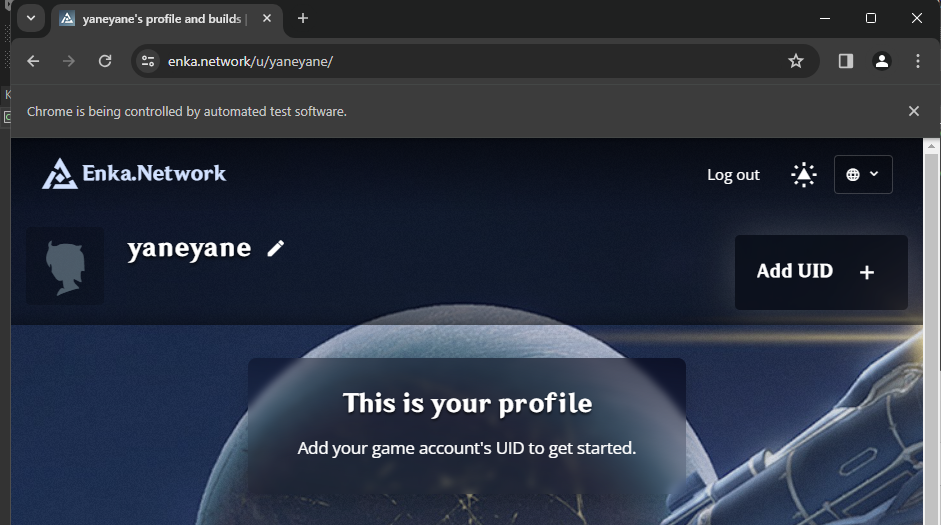 yaneyane's profile and builds |
enka.network/u/yaneyane/
Chrome is being controlled by automated test software.
Enka.Network
Log out
yaneyane
Add UID +
This is your profile
Add your game account's UID to get started.